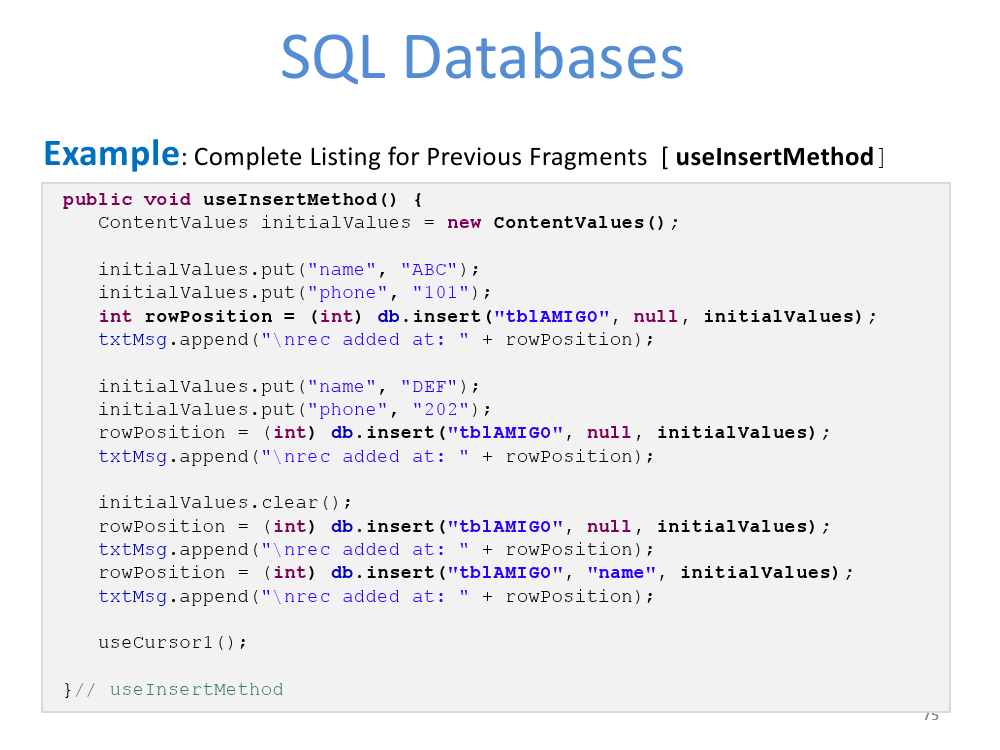 SQL Databases
Example: Complete Listing for Previous Fragments [ useInsertMethod]
public void useInsertMethod() {
ContentValues initialValues = new ContentValues();
initialValues.put("name", "ABC");
initialValues.put("phone", "101");
int rowPosition = (int) db.insert("tblAMIGO", null, initialValues);
txtMsg.append("\nrec added at: " + rowPosition);
initialValues.put("name", "DEF");
initialValues.put("phone", "202");
rowPosition = (int) db.insert("tblAMIGO", null, initialValues);
txtMsg.append("\nrec added at: " + rowPosition);
initialValues.clear();
rowPosition = (int) db.insert("tblAMIGO", null, initialValues);
txtMsg.append("\nrec added at: " + rowPosition);
rowPosition = (int) db.insert("tblAMIGO", "name", initialValues);
txtMsg.append("\nrec added at: " + rowPosition);
useCursor1();
}// useInsertMethod
75